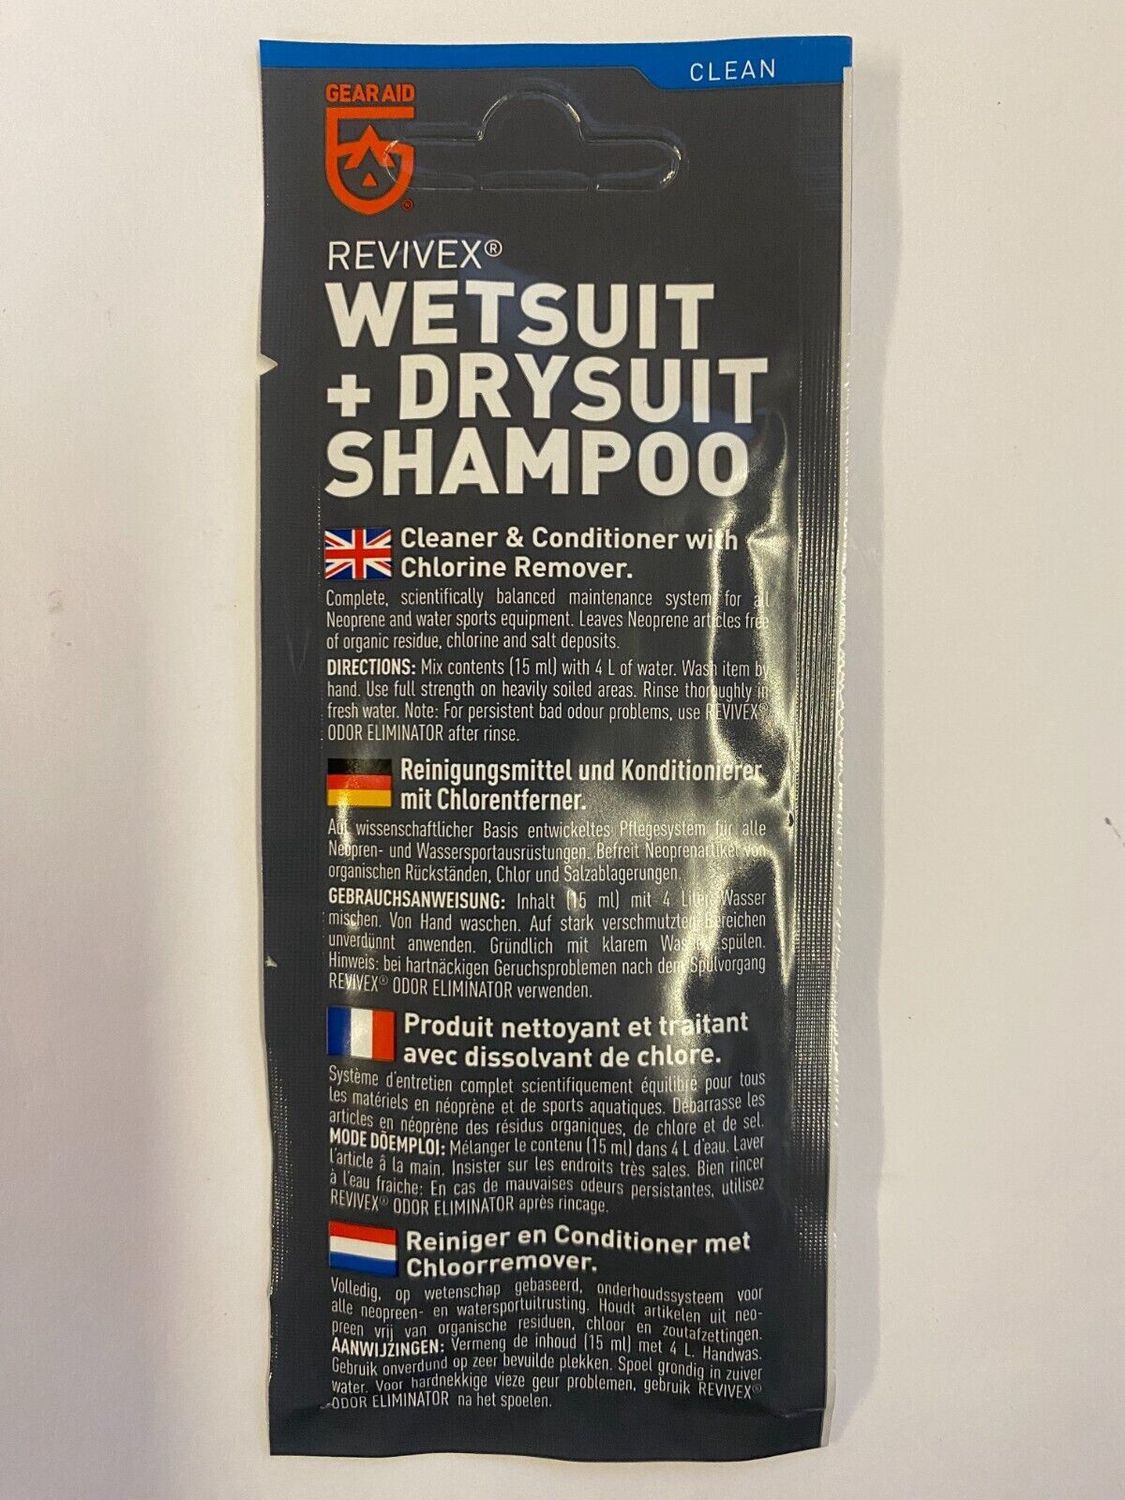 CLEAN
GEAR AID
®
REVIVEX®
WETSUIT
+ DRYSUIT
SHAMPOO
Cleaner & Conditioner with
Chlorine Remover.
Complete, scientifically balanced maintenance system for all
Neoprene and water sports equipment. Leaves Neoprene articles free
of organic residue, chlorine and salt deposits.
DIRECTIONS: Mix contents (15 ml) with 4 L of water. Wash item by
hand. Use full strength on heavily soiled areas. Rinse thoroughly in
fresh water. Note: For persistent bad odour problems, use REVIVEX®
ODOR ELIMINATOR after rinse.
Reinigungsmittel und Konditionierer
mit Chlorentferner.
Auf wissenschaftlicher Basis entwickeltes Pflegesystem für alle
Neopren- und Wassersportausrüstungen. Befreit Neoprenartikel von
organischen Rückständen, Chlor und Salzablagerungen.
GEBRAUCHSANWEISUNG: Inhalt (15 ml) mit 4 Liter Wasser
mischen. Von Hand waschen. Auf stark verschmutzten Bereichen
unverdünnt anwenden. Gründlich mit klarem Wasser spülen.
Hinweis: bei hartnäckigen Geruchsproblemen nach dem Spülvorgang
REVIVEX® ODOR ELIMINATOR verwenden.
Produit nettoyant et traitant
avec dissolvant de chlore.
Système d'entretien complet scientifiquement équilibré pour tous
les matériels en néoprène et de sports aquatiques. Débarrasse les
articles en néoprène des résidus organiques, de chlore et de sel.
MODE DÕEMPLOI: Mélanger le contenu (15 ml) dans 4 L d'eau. Laver
l'article â la main. Insister sur les endroits très sales. Bien rincer
à l'eau fraiche: En cas de mauvaises odeurs persistantes, utilisez
REVIVEX® ODOR ELIMINATOR après rincage.
Reiniger en Conditioner met
Chloorremover.
Volledig, op wetenschap gebaseerd, onderhoudssysteem voor
alle neopreen- en watersportuitrusting. Houdt artikelen uit neo-
preen vrij van organische residuen, chloor en zoutafzettingen.
AANWIJZINGEN: Vermeng de inhoud (15 ml) met 4 L. Handwas.
Gebruik onverdund op zeer bevuilde plekken. Spoel grondig in zuiver
water. Voor hardnekkige vieze geur problemen, gebruik REVIVEX®
ODOR ELIMINATOR na het spoelen.